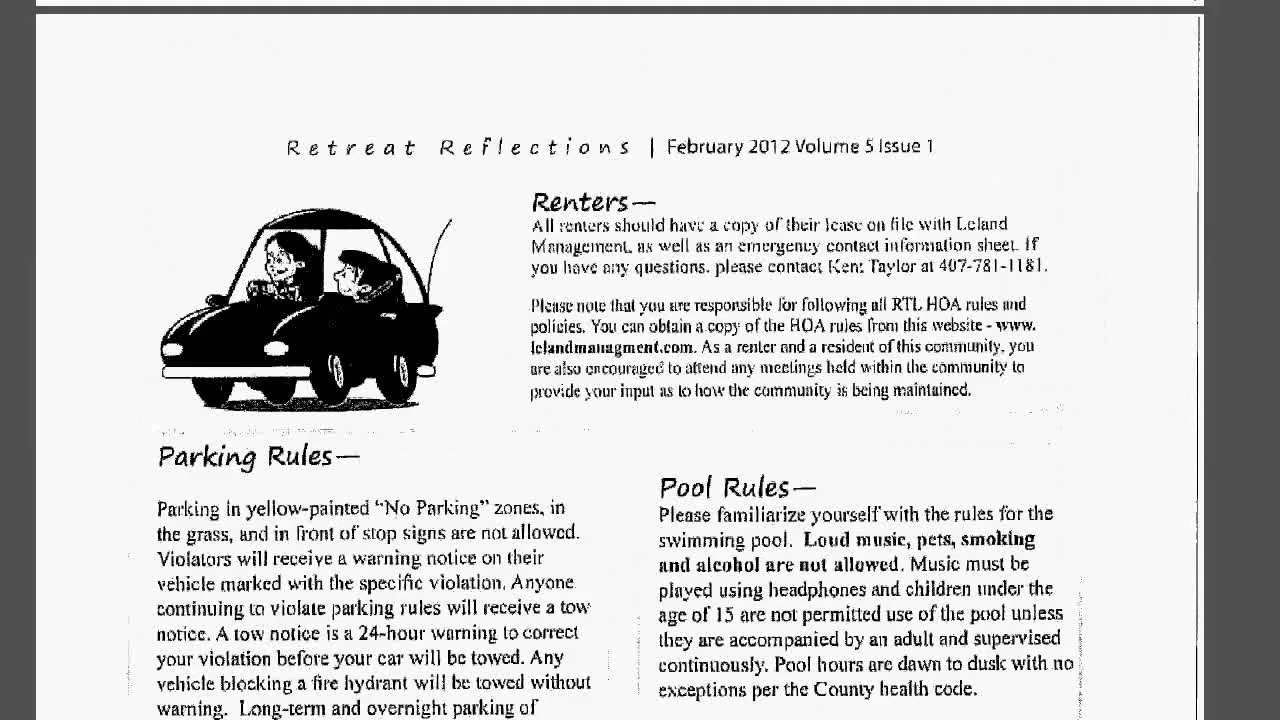 Retreat Reflections | February 2012 Volume 5 Issue 1
Renters—
All renters should have a copy of their lease on file with Leland
Management, as well as an emergency contact information sheet. If
you have any questions, please contact Kent Taylor at 407-781-1181.
Please note that you are responsible for following all RTL HOA rules and
policies. You can obtain a copy of the HOA rules from this website - www.
lelandmanagment.com. As a renter and a resident of this community, you
are also encouraged to attend any meetings held within the community to
provide your input as to how the community is being maintained.
Parking Rules—
Parking in yellow-painted “No Parking” zones, in
the grass, and in front of stop signs are not allowed.
Violators will receive a warning notice on their
vehicle marked with the specific violation. Anyone
continuing to violate parking rules will receive a tow
notice. A tow notice is a 24-hour warning to correct
your violation before your car will be towed. Any
vehicle blocking a fire hydrant will be towed without
warning. Long-term and overnight parking of
Pool Rules—
Please familiarize yourself with the rules for the
swimming pool. Loud music, pets, smoking
and alcohol are not allowed. Music must be
played using headphones and children under the
age of 15 are not permitted use of the pool unless
they are accompanied by an adult and supervised
continuously. Pool hours are dawn to dusk with no
exceptions per the County health code.